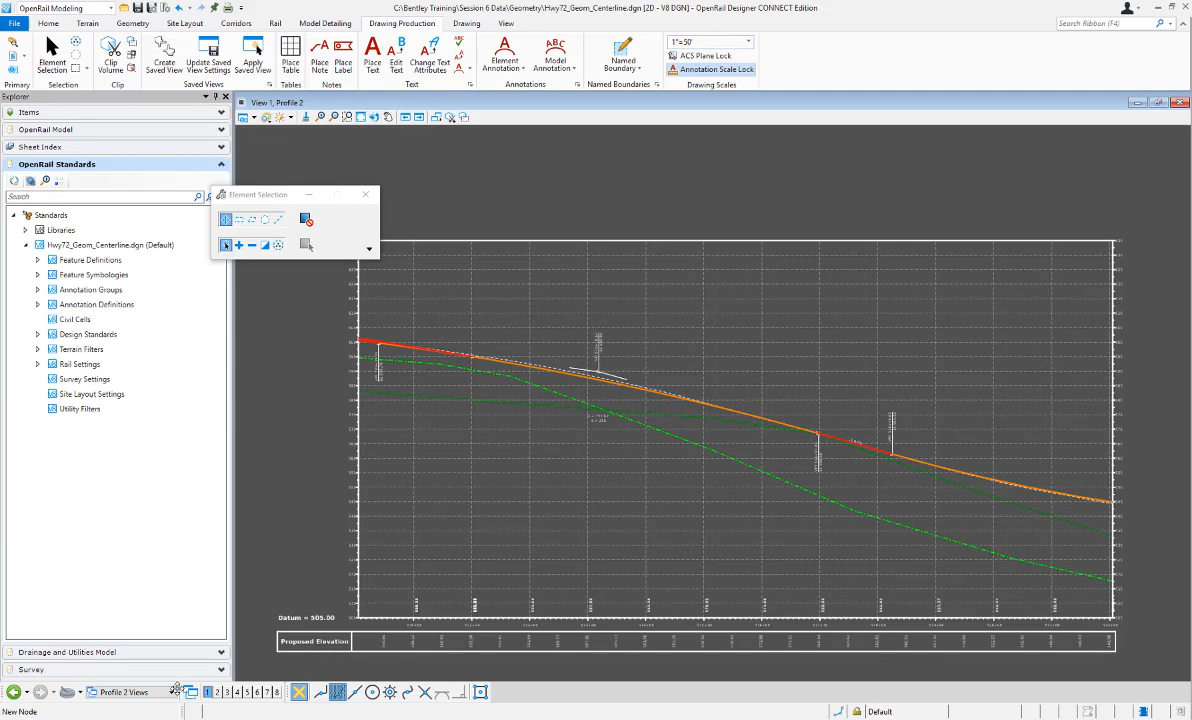 OpenRail Modeling
C:\Bentley Training\Session 6 Data\Geometry\Hwy72_Geom_Centerline.dgn [2D - V8 DGN] - OpenRail Designer CONNECT Edition
File Home Terrain Geometry Site Layout Corridors Rail Model Detailing Drawing Production Drawing View
Search Ribbon (F4)
Element Selection
Clip Volume
Create Saved View
Update Saved View Settings
Apply Saved View
Place Table
Place Note
Place Label
Place Text
Edit Text
Change Text Attributes
Element Annotation
Model Annotation
Named Boundary
1"=50'
ACS Plane Lock
Annotation Scale Lock
Primary Selection Clip Saved Views Tables Notes Text Annotations Named Boundaries Drawing Scales
Explorer
View 1, Profile 2
Items
OpenRail Model
Sheet Index
OpenRail Standards
Search
Element Selection
Standards
Libraries
Hwy72_Geom_Centerline.dgn (Default)
Feature Definitions
Feature Symbologies
Annotation Groups
Annotation Definitions
Civil Cells
Design Standards
Terrain Filters
Rail Settings
Survey Settings
Site Layout Settings
Utility Filters
Datum = 505.00
Proposed Elevation
Drainage and Utilities Model
Survey
Profile 2 Views
1 2 3 4 5 6 7 8
New Node
Default